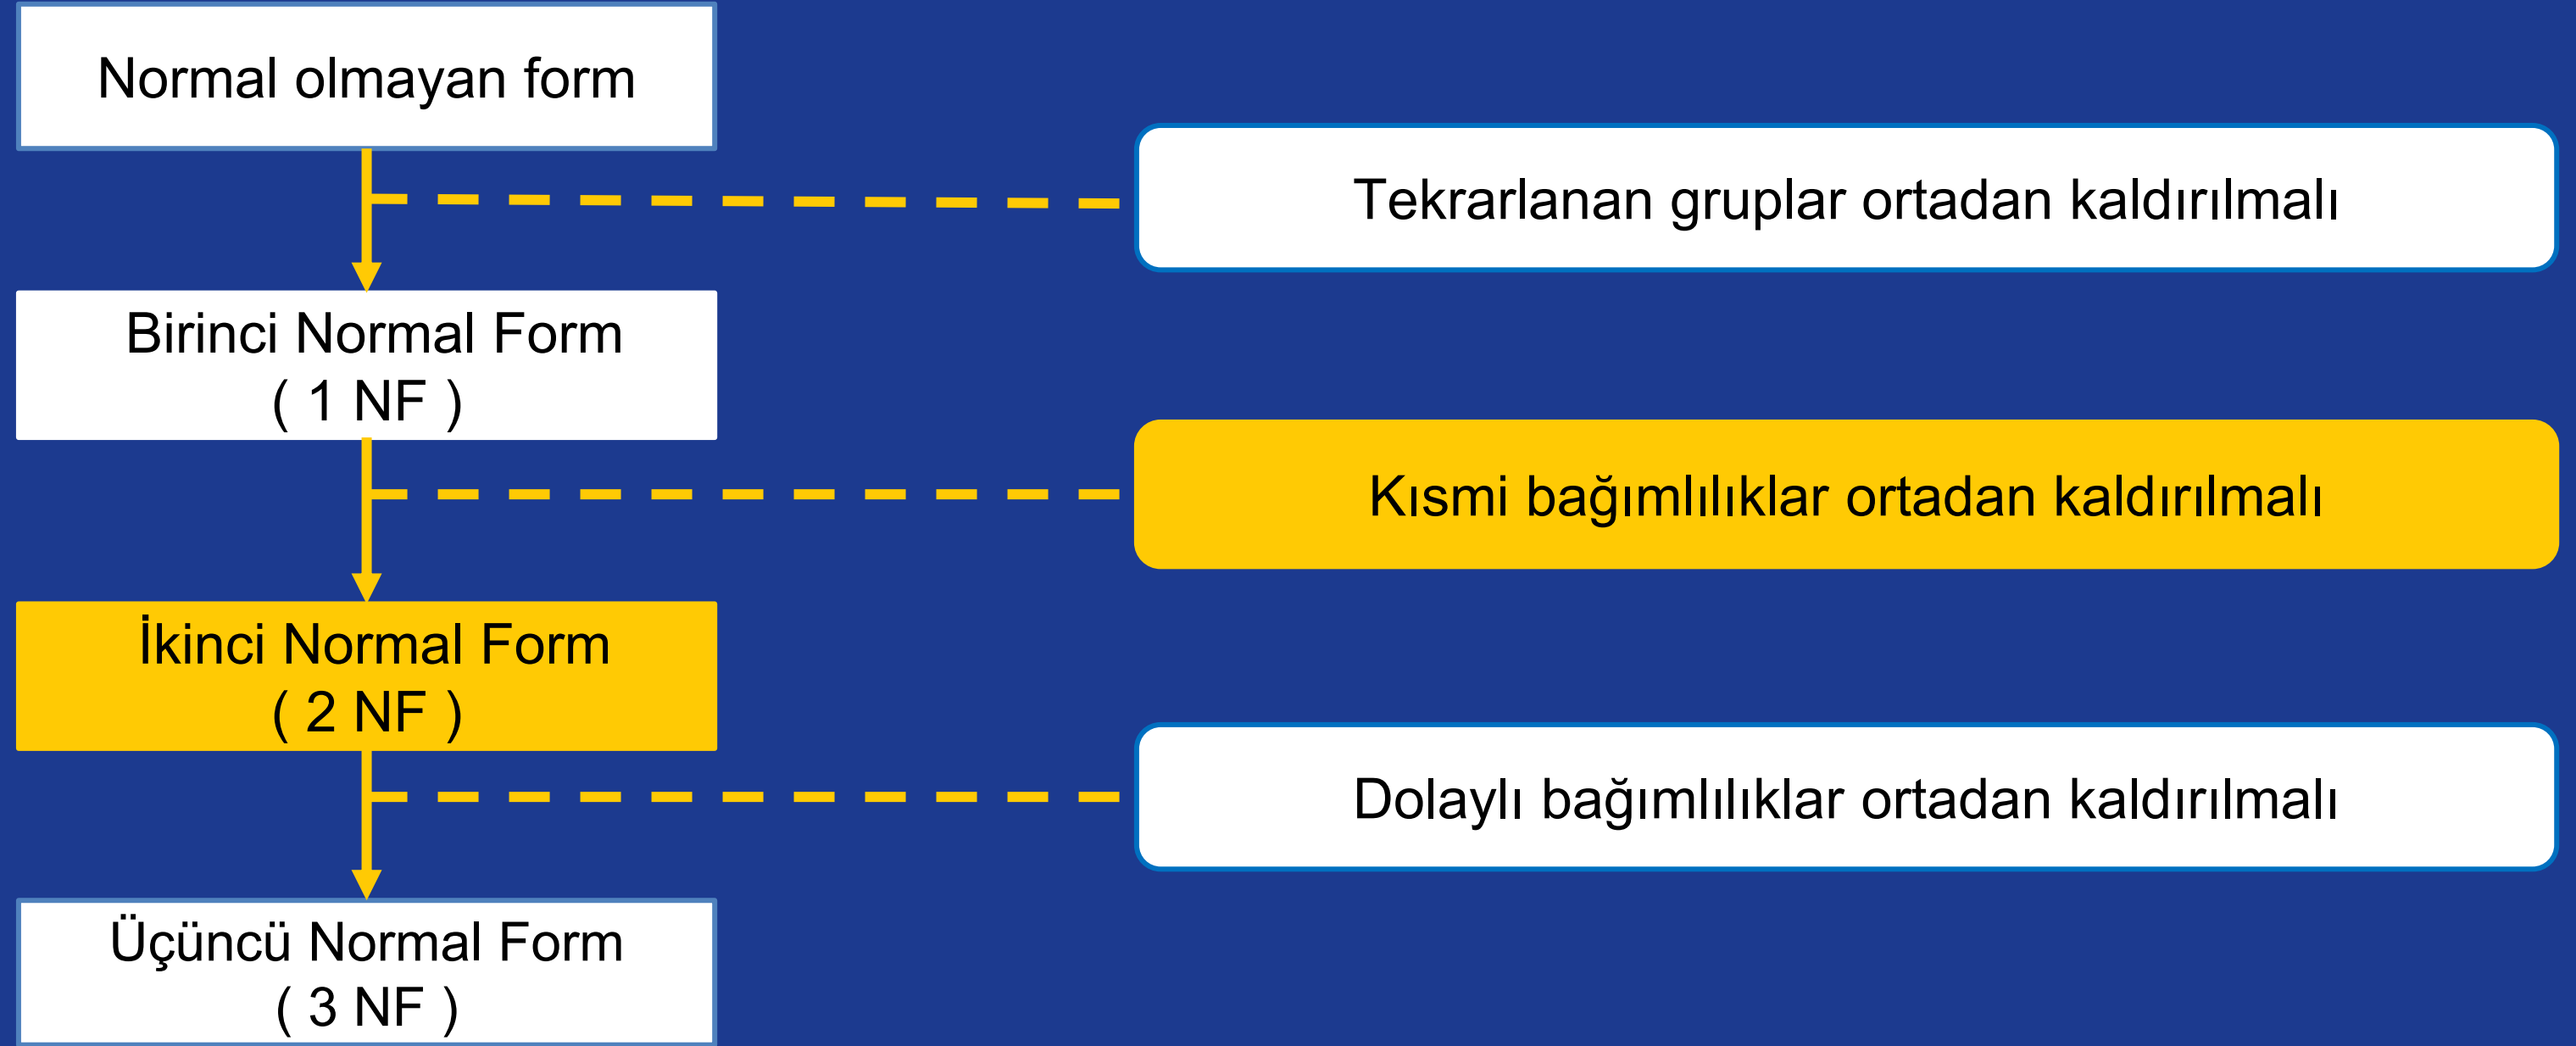 Normal olmayan form
Tekrarlanan gruplar ortadan kaldırılmalı
Birinci Normal Form
( 1 NF )
Kısmi bağımlılıklar ortadan kaldırılmalı
İkinci Normal Form
( 2 NF )
Dolaylı bağımlılıklar ortadan kaldırılmalı
Üçüncü Normal Form
( 3 NF )